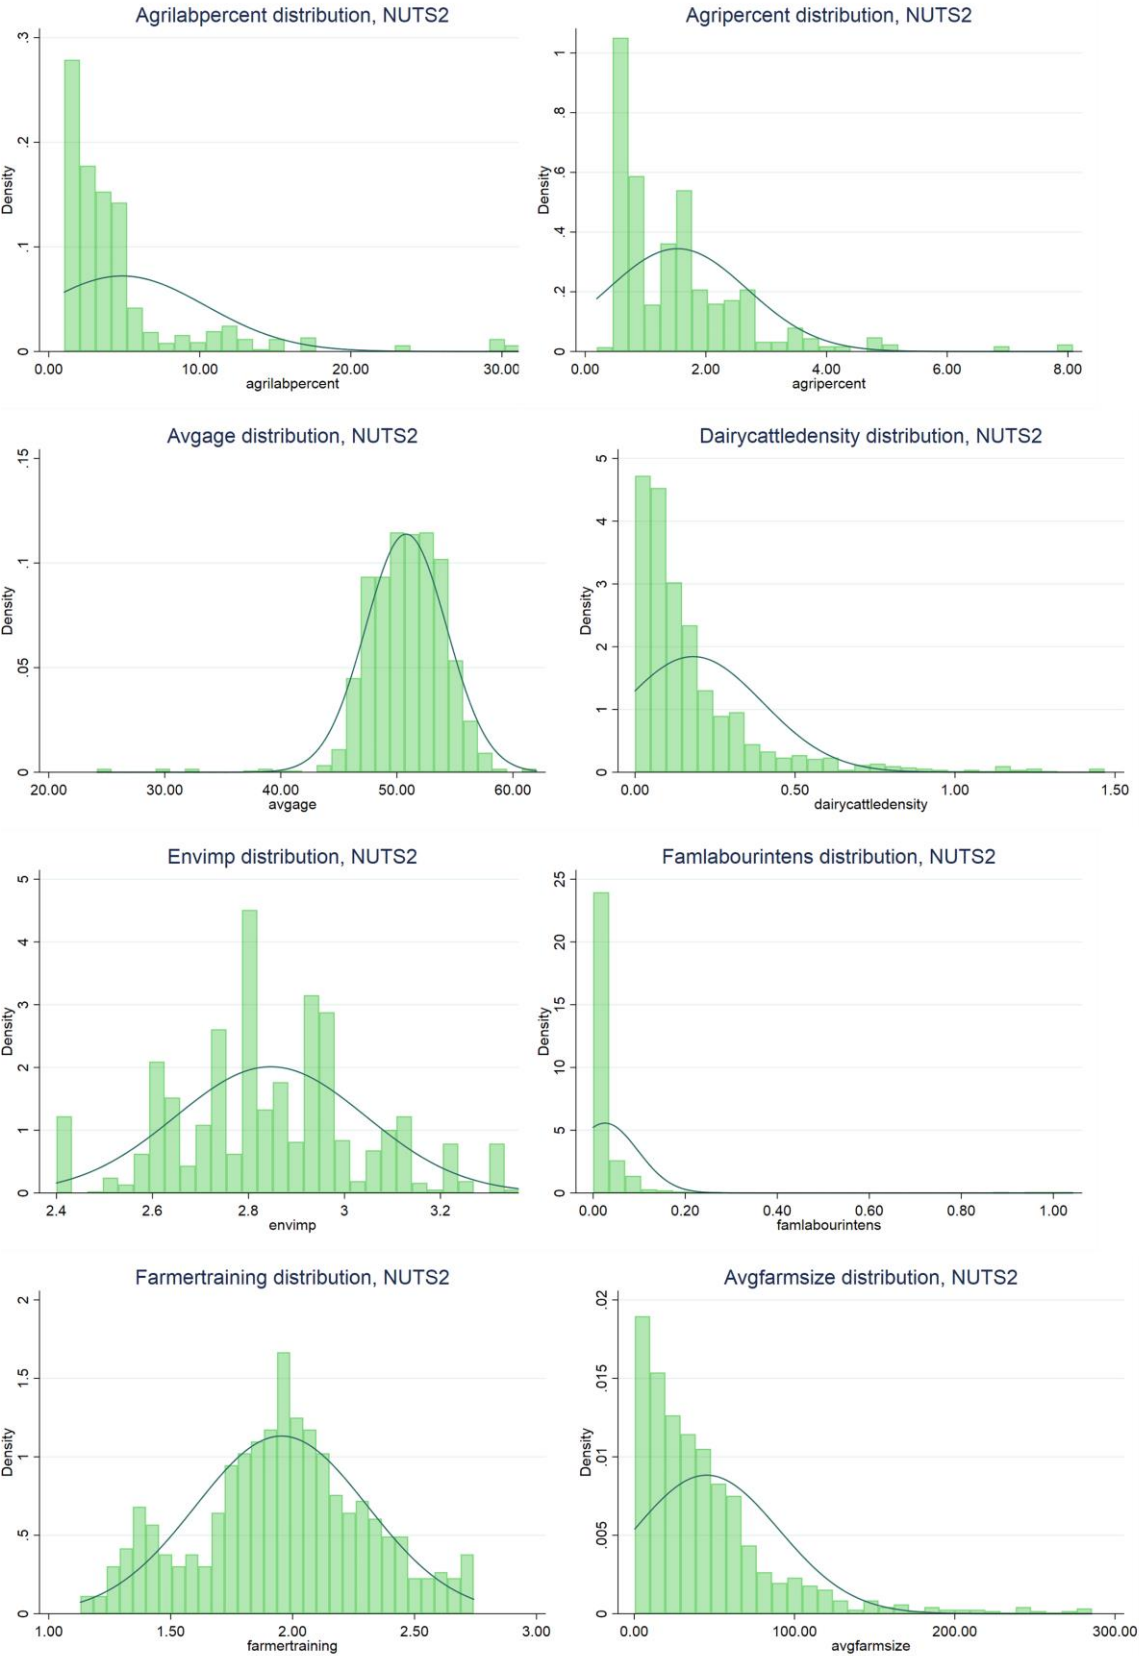 Agrilabpercent distribution, NUTS2
Density
0
.1
.2
.3
0.00 10.00 20.00 30.00
agrilabpercent
Agripercent distribution, NUTS2
Density
0
.2
.4
.6
.8
1
0.00 2.00 4.00 6.00 8.00
agripercent
Avgage distribution, NUTS2
Density
0
.05
.1
.15
20.00 30.00 40.00 50.00 60.00
avgage
Dairycattledensity distribution, NUTS2
Density
0
1
2
3
4
5
0.00 0.50 1.00 1.50
dairycattledensity
Envimp distribution, NUTS2
Density
0
1
2
3
4
5
2.4 2.6 2.8 3 3.2
envimp
Famlabourintens distribution, NUTS2
Density
0
5
10
15
20
25
0.00 0.20 0.40 0.60 0.80 1.00
famlabourintens
Farmertraining distribution, NUTS2
Density
0
.5
1
1.5
2
1.00 1.50 2.00 2.50 3.00
farmertraining
Avgfarmsize distribution, NUTS2
Density
0
.005
.01
.015
.02
0.00 100.00 200.00 300.00
avgfarmsize